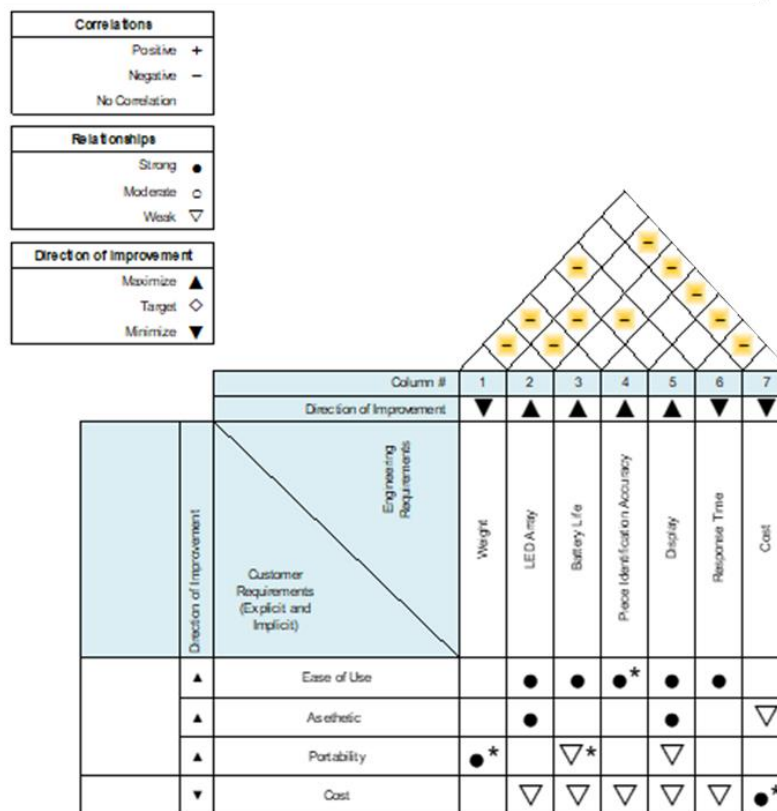 Correlations
Positive +
Negative −
No Correlation
Relationships
Strong ●
Moderate ○
Weak ▽
Direction of Improvement
Maximize ▲
Target ◇
Minimize ▼
−
− −
−
− − − −
− − −
Column # 1 2 3 4 5 6 7
Direction of Improvement ▼ ▲ ▲ ▲ ▲ ▼ ▼
Direction of Improvement
Engineering
Requirements
Customer
Requirements
(Explicit and
Implicit)
Weight
LED Array
Battery Life
Piece Identification Accuracy
Display
Response Time
Cost
▲ Ease of Use ● ● ●* ● ●
▲ Asethetic ● ● ▽
▲ Portability ●* ▽* ▽
▼ Cost ▽ ▽ ▽ ▽ ▽ ●*